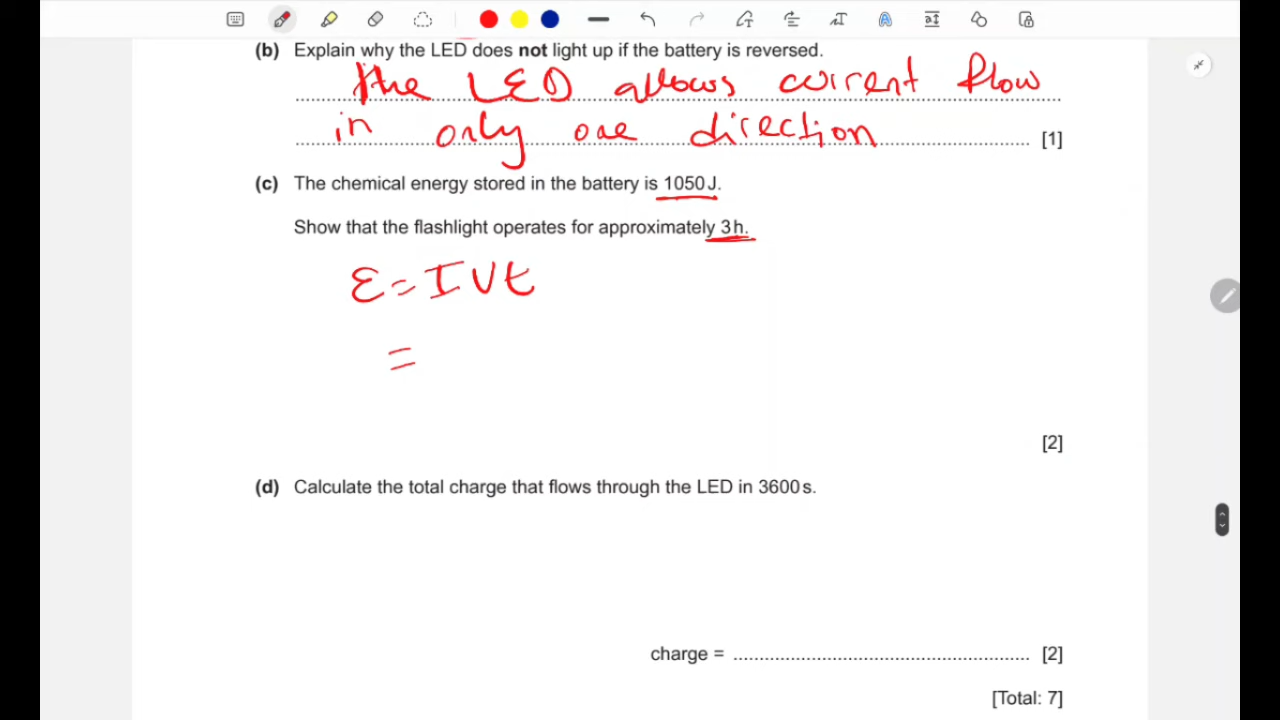 (b) Explain why the LED does not light up if the battery is reversed.
the LED allows current flow
in only one direction
[1]
(c) The chemical energy stored in the battery is 1050 J.
Show that the flashlight operates for approximately 3 h.
E = I V t
=
[2]
(d) Calculate the total charge that flows through the LED in 3600 s.
charge = ........................................................ [2]
[Total: 7]